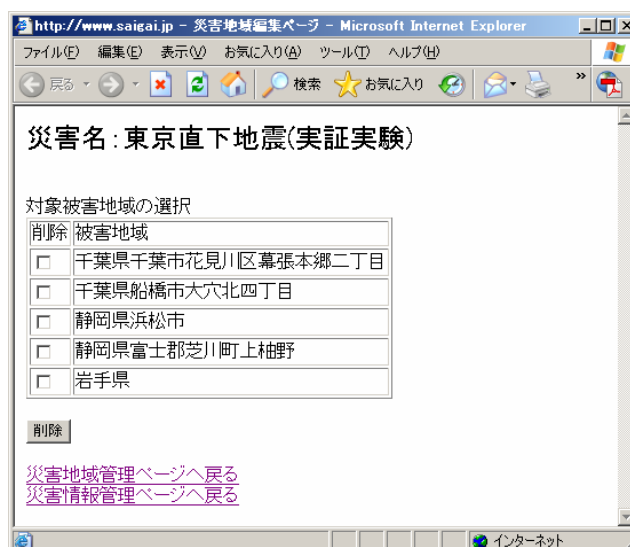 http://www.saigai.jp - 災害地域編集ページ - Microsoft Internet Explorer
ファイル(F) 編集(E) 表示(V) お気に入り(A) ツール(T) ヘルプ(H)
戻る 検索 お気に入り »
災害名:東京直下地震(実証実験)
対象被害地域の選択
削除 被害地域
千葉県千葉市花見川区幕張本郷二丁目
千葉県船橋市大穴北四丁目
静岡県浜松市
静岡県富士郡芝川町上柚野
岩手県
削除
災害地域管理ページへ戻る
災害情報管理ページへ戻る
インターネット